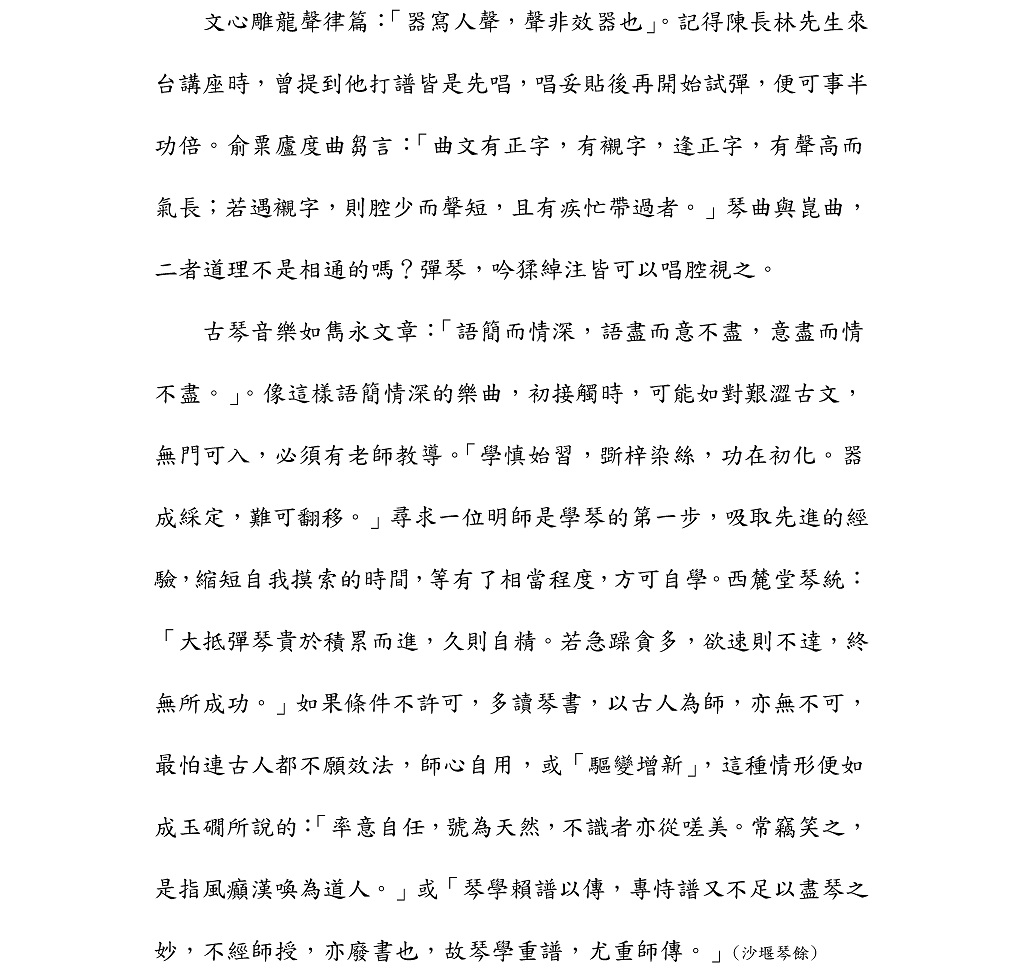 文心雕龍聲律篇：「器寫人聲，聲非效器也」。記得陳長林先生來
台講座時，曾提到他打譜皆是先唱，唱妥貼後再開始試彈，便可事半
功倍。俞粟廬度曲芻言：「曲文有正字，有襯字，逢正字，有聲高而
氣長；若遇襯字，則腔少而聲短，且有疾忙帶過者。」琴曲與崑曲，
二者道理不是相通的嗎？彈琴，吟猱綽注皆可以唱腔視之。
古琴音樂如雋永文章：「語簡而情深，語盡而意不盡，意盡而情
不盡。」。像這樣語簡情深的樂曲，初接觸時，可能如對艱澀古文，
無門可入，必須有老師教導。「學慎始習，斲梓染絲，功在初化。器
成綵定，難可翻移。」尋求一位明師是學琴的第一步，吸取先進的經
驗，縮短自我摸索的時間，等有了相當程度，方可自學。西麓堂琴統：
「大抵彈琴貴於積累而進，久則自精。若急躁貪多，欲速則不達，終
無所成功。」如果條件不許可，多讀琴書，以古人為師，亦無不可，
最怕連古人都不願效法，師心自用，或「驅變增新」，這種情形便如
成玉礀所說的：「率意自任，號為天然，不識者亦從嗟美。常竊笑之，
是指風癲漢喚為道人。」或「琴學賴譜以傳，專恃譜又不足以盡琴之
妙，不經師授，亦廢書也，故琴學重譜，尤重師傳。」（沙堰琴餘）